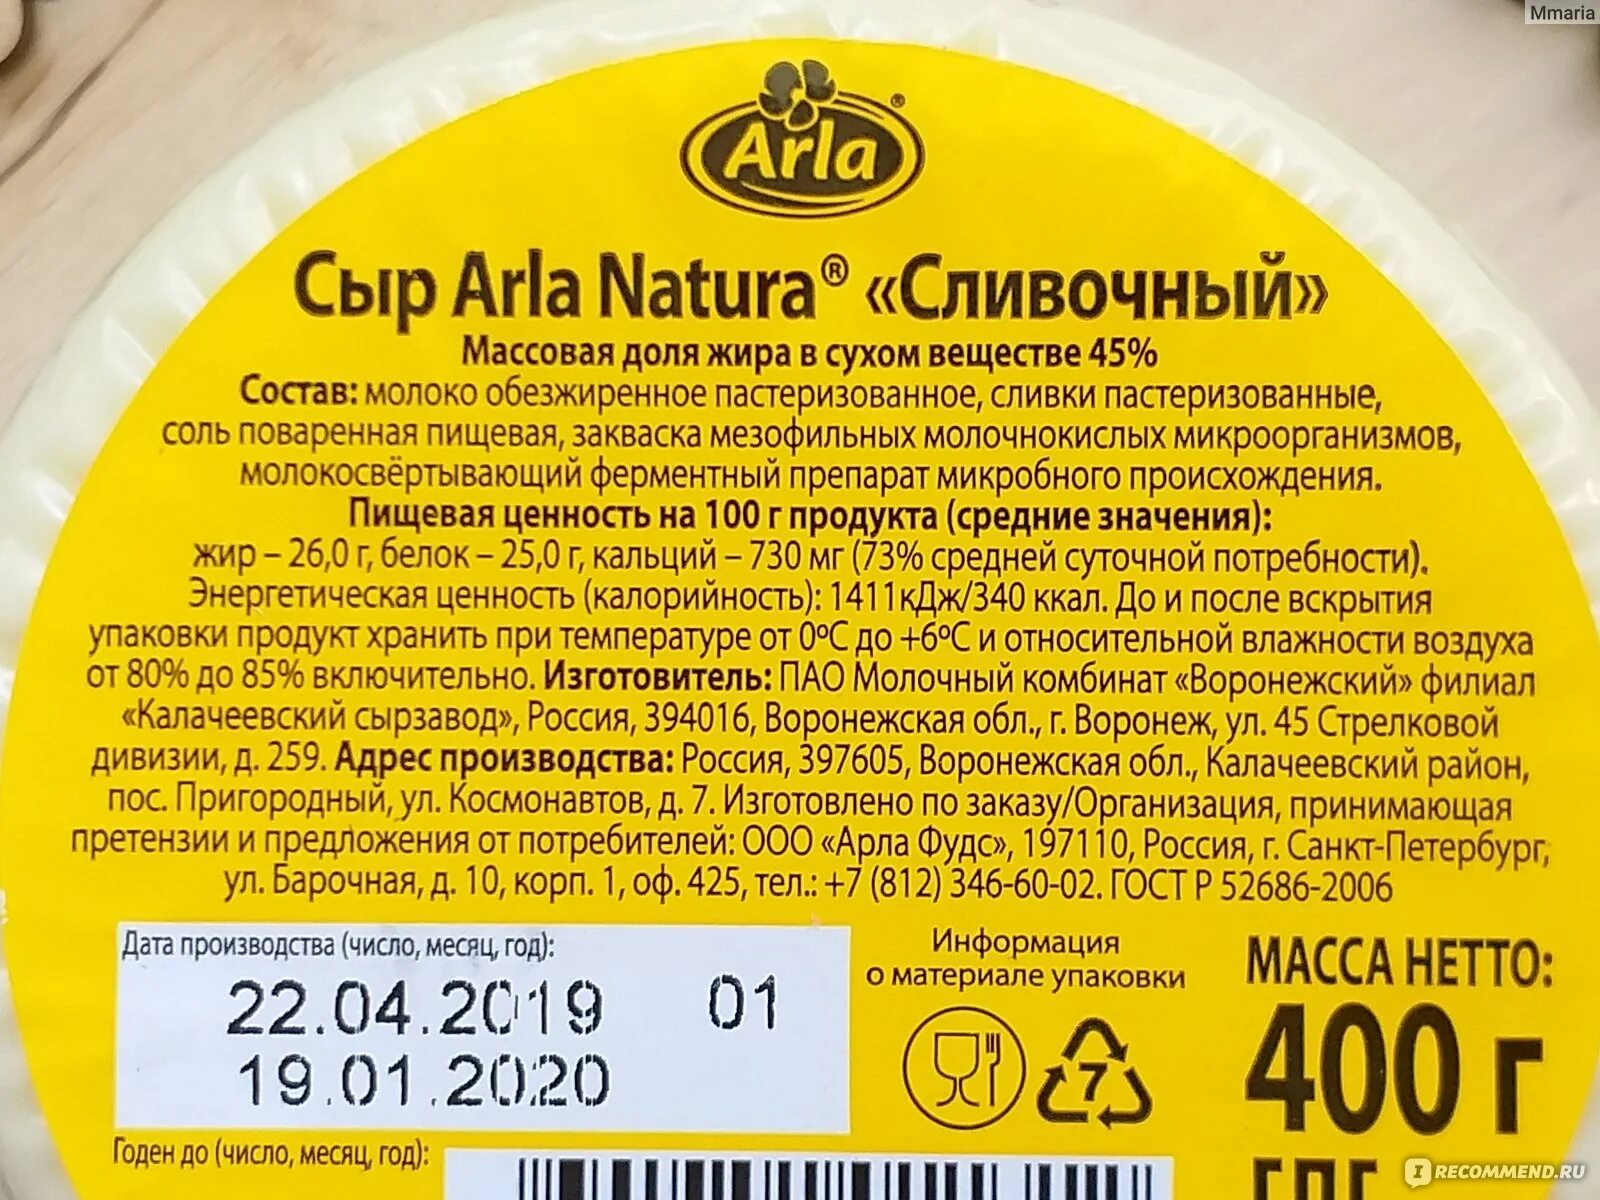 Mmaria
Arla®
Сыр Arla Natura® «Сливочный»
Массовая доля жира в сухом веществе 45%
Состав: молоко обезжиренное пастеризованное, сливки пастеризованные,
соль поваренная пищевая, закваска мезофильных молочнокислых микроорганизмов,
молокосвёртывающий ферментный препарат микробного происхождения.
Пищевая ценность на 100 г продукта (средние значения):
жир – 26,0 г, белок – 25,0 г, кальций – 730 мг (73% средней суточной потребности).
Энергетическая ценность (калорийность): 1411кДж/340 ккал. До и после вскрытия
упаковки продукт хранить при температуре от 0ºС до +6ºС и относительной влажности воздуха
от 80% до 85% включительно. Изготовитель: ПАО Молочный комбинат «Воронежский» филиал
«Калачеевский сырзавод», Россия, 394016, Воронежская обл., г. Воронеж, ул. 45 Стрелковой
дивизии, д. 259. Адрес производства: Россия, 397605, Воронежская обл., Калачеевский район,
пос. Пригородный, ул. Космонавтов, д. 7. Изготовлено по заказу/Организация, принимающая
претензии и предложения от потребителей: ООО «Арла Фудс», 197110, Россия, г. Санкт-Петербург,
ул. Барочная, д. 10, корп. 1, оф. 425, тел.: +7 (812) 346-60-02. ГОСТ Р 52686-2006
Дата производства (число, месяц, год):
22.04.2019 01
19.01.2020
Годен до (число, месяц, год):
Информация
о материале упаковки
7
МАССА НЕТТО:
400 г
IRECOMMEND.RU